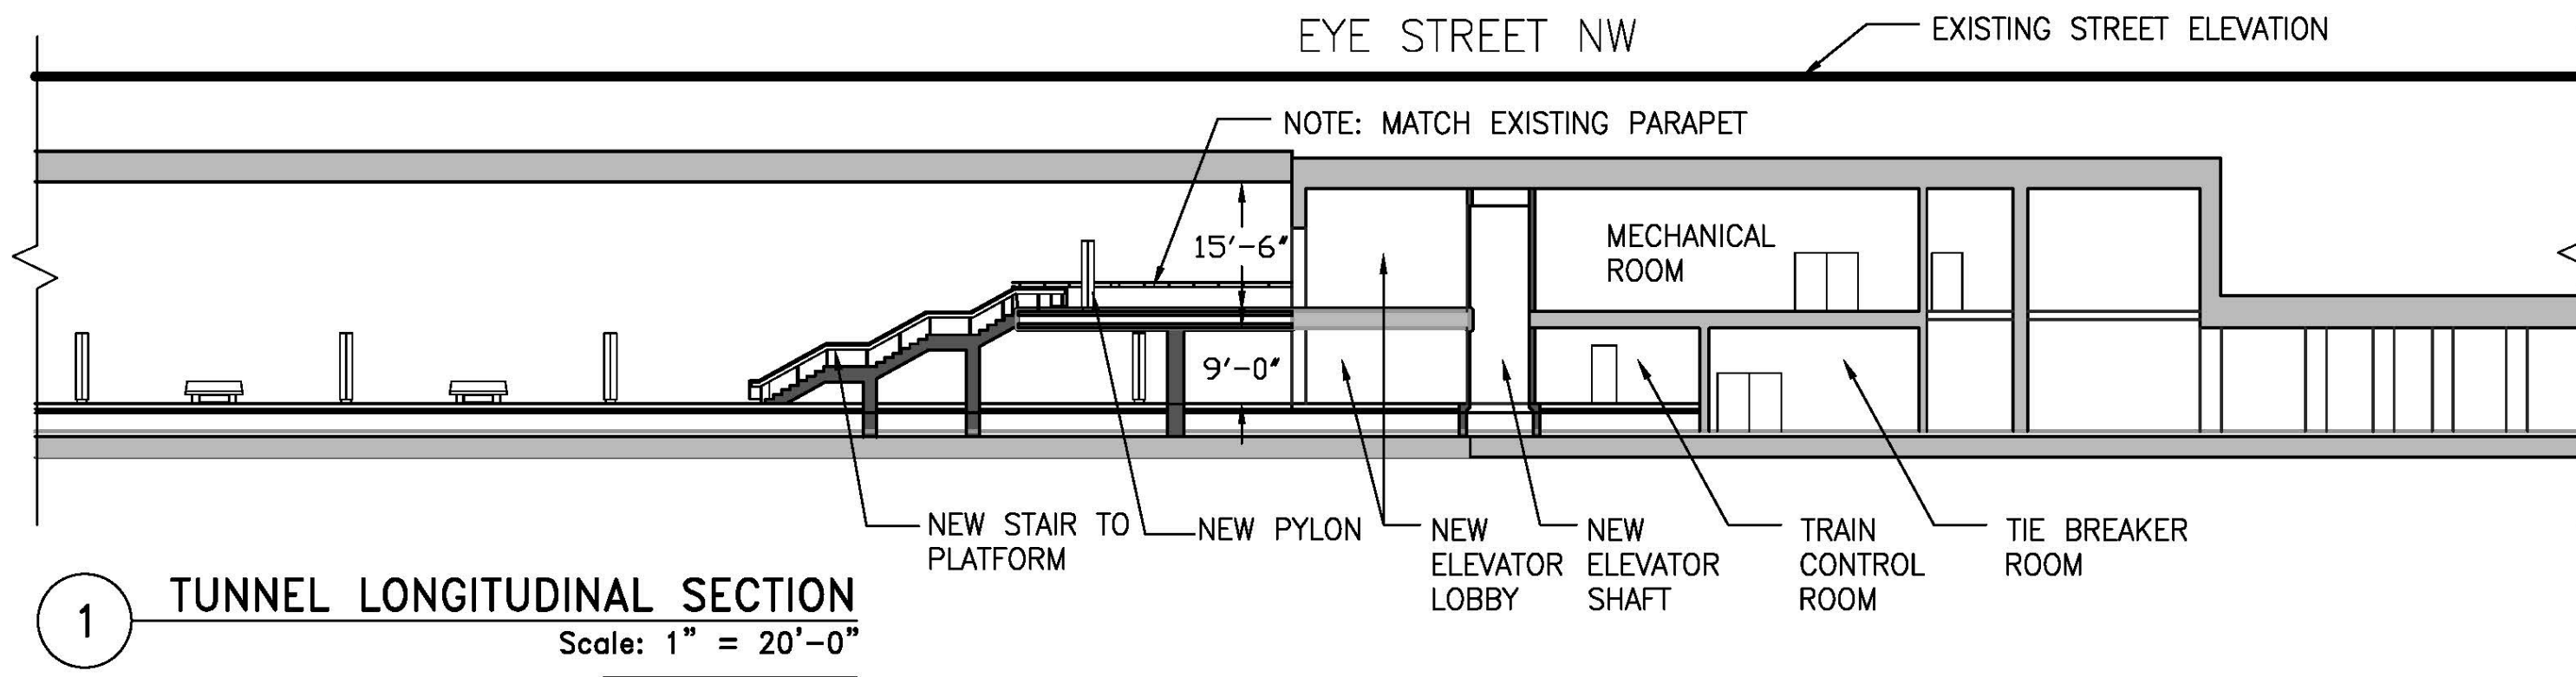 EYE STREET NW
EXISTING STREET ELEVATION
NOTE: MATCH EXISTING PARAPET
15'-6"
MECHANICAL
ROOM
9'-0"
NEW STAIR TO
PLATFORM
NEW PYLON
NEW
ELEVATOR
LOBBY
NEW
ELEVATOR
SHAFT
TRAIN
CONTROL
ROOM
TIE BREAKER
ROOM
1
TUNNEL LONGITUDINAL SECTION
Scale: 1" = 20'-0"